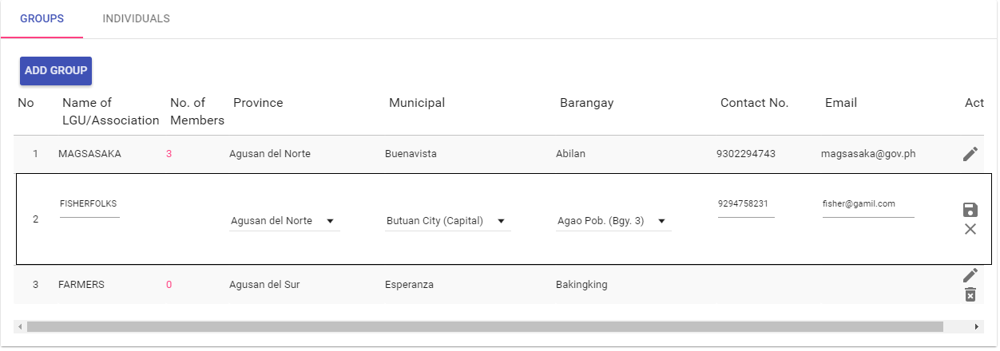 GROUPS INDIVIDUALS
ADD GROUP
No Name of LGU/Association No. of Members Province Municipal Barangay Contact No. Email Act
1 MAGSASAKA 3 Agusan del Norte Buenavista Abilan 9302294743 magsasaka@gov.ph
2 FISHERFOLKS Agusan del Norte Butuan City (Capital) Agao Pob. (Bgy. 3) 9294758231 fisher@gamil.com
3 FARMERS 0 Agusan del Sur Esperanza Bakingking